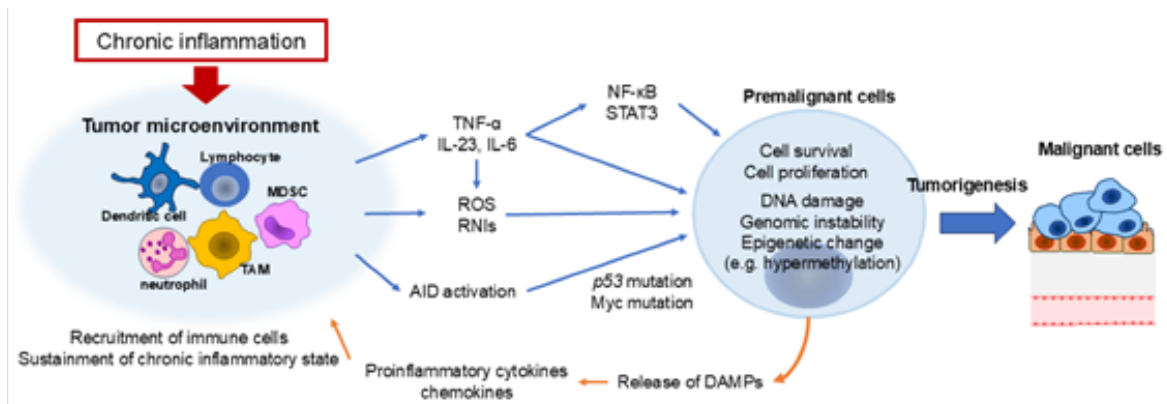 Chronic inflammation
Tumor microenvironment
Lymphocyte
MDSC
Dendritic cell
TAM
neutrophil
TNF-α
IL-23, IL-6
NF-κB
STAT3
ROS
RNIs
AID activation
p53 mutation
Myc mutation
Premalignant cells
Cell survival
Cell proliferation
DNA damage
Genomic instability
Epigenetic change
(e.g. hypermethylation)
Tumorigenesis
Malignant cells
Release of DAMPs
Proinflammatory cytokines
chemokines
Recruitment of immune cells
Sustainment of chronic inflammatory state